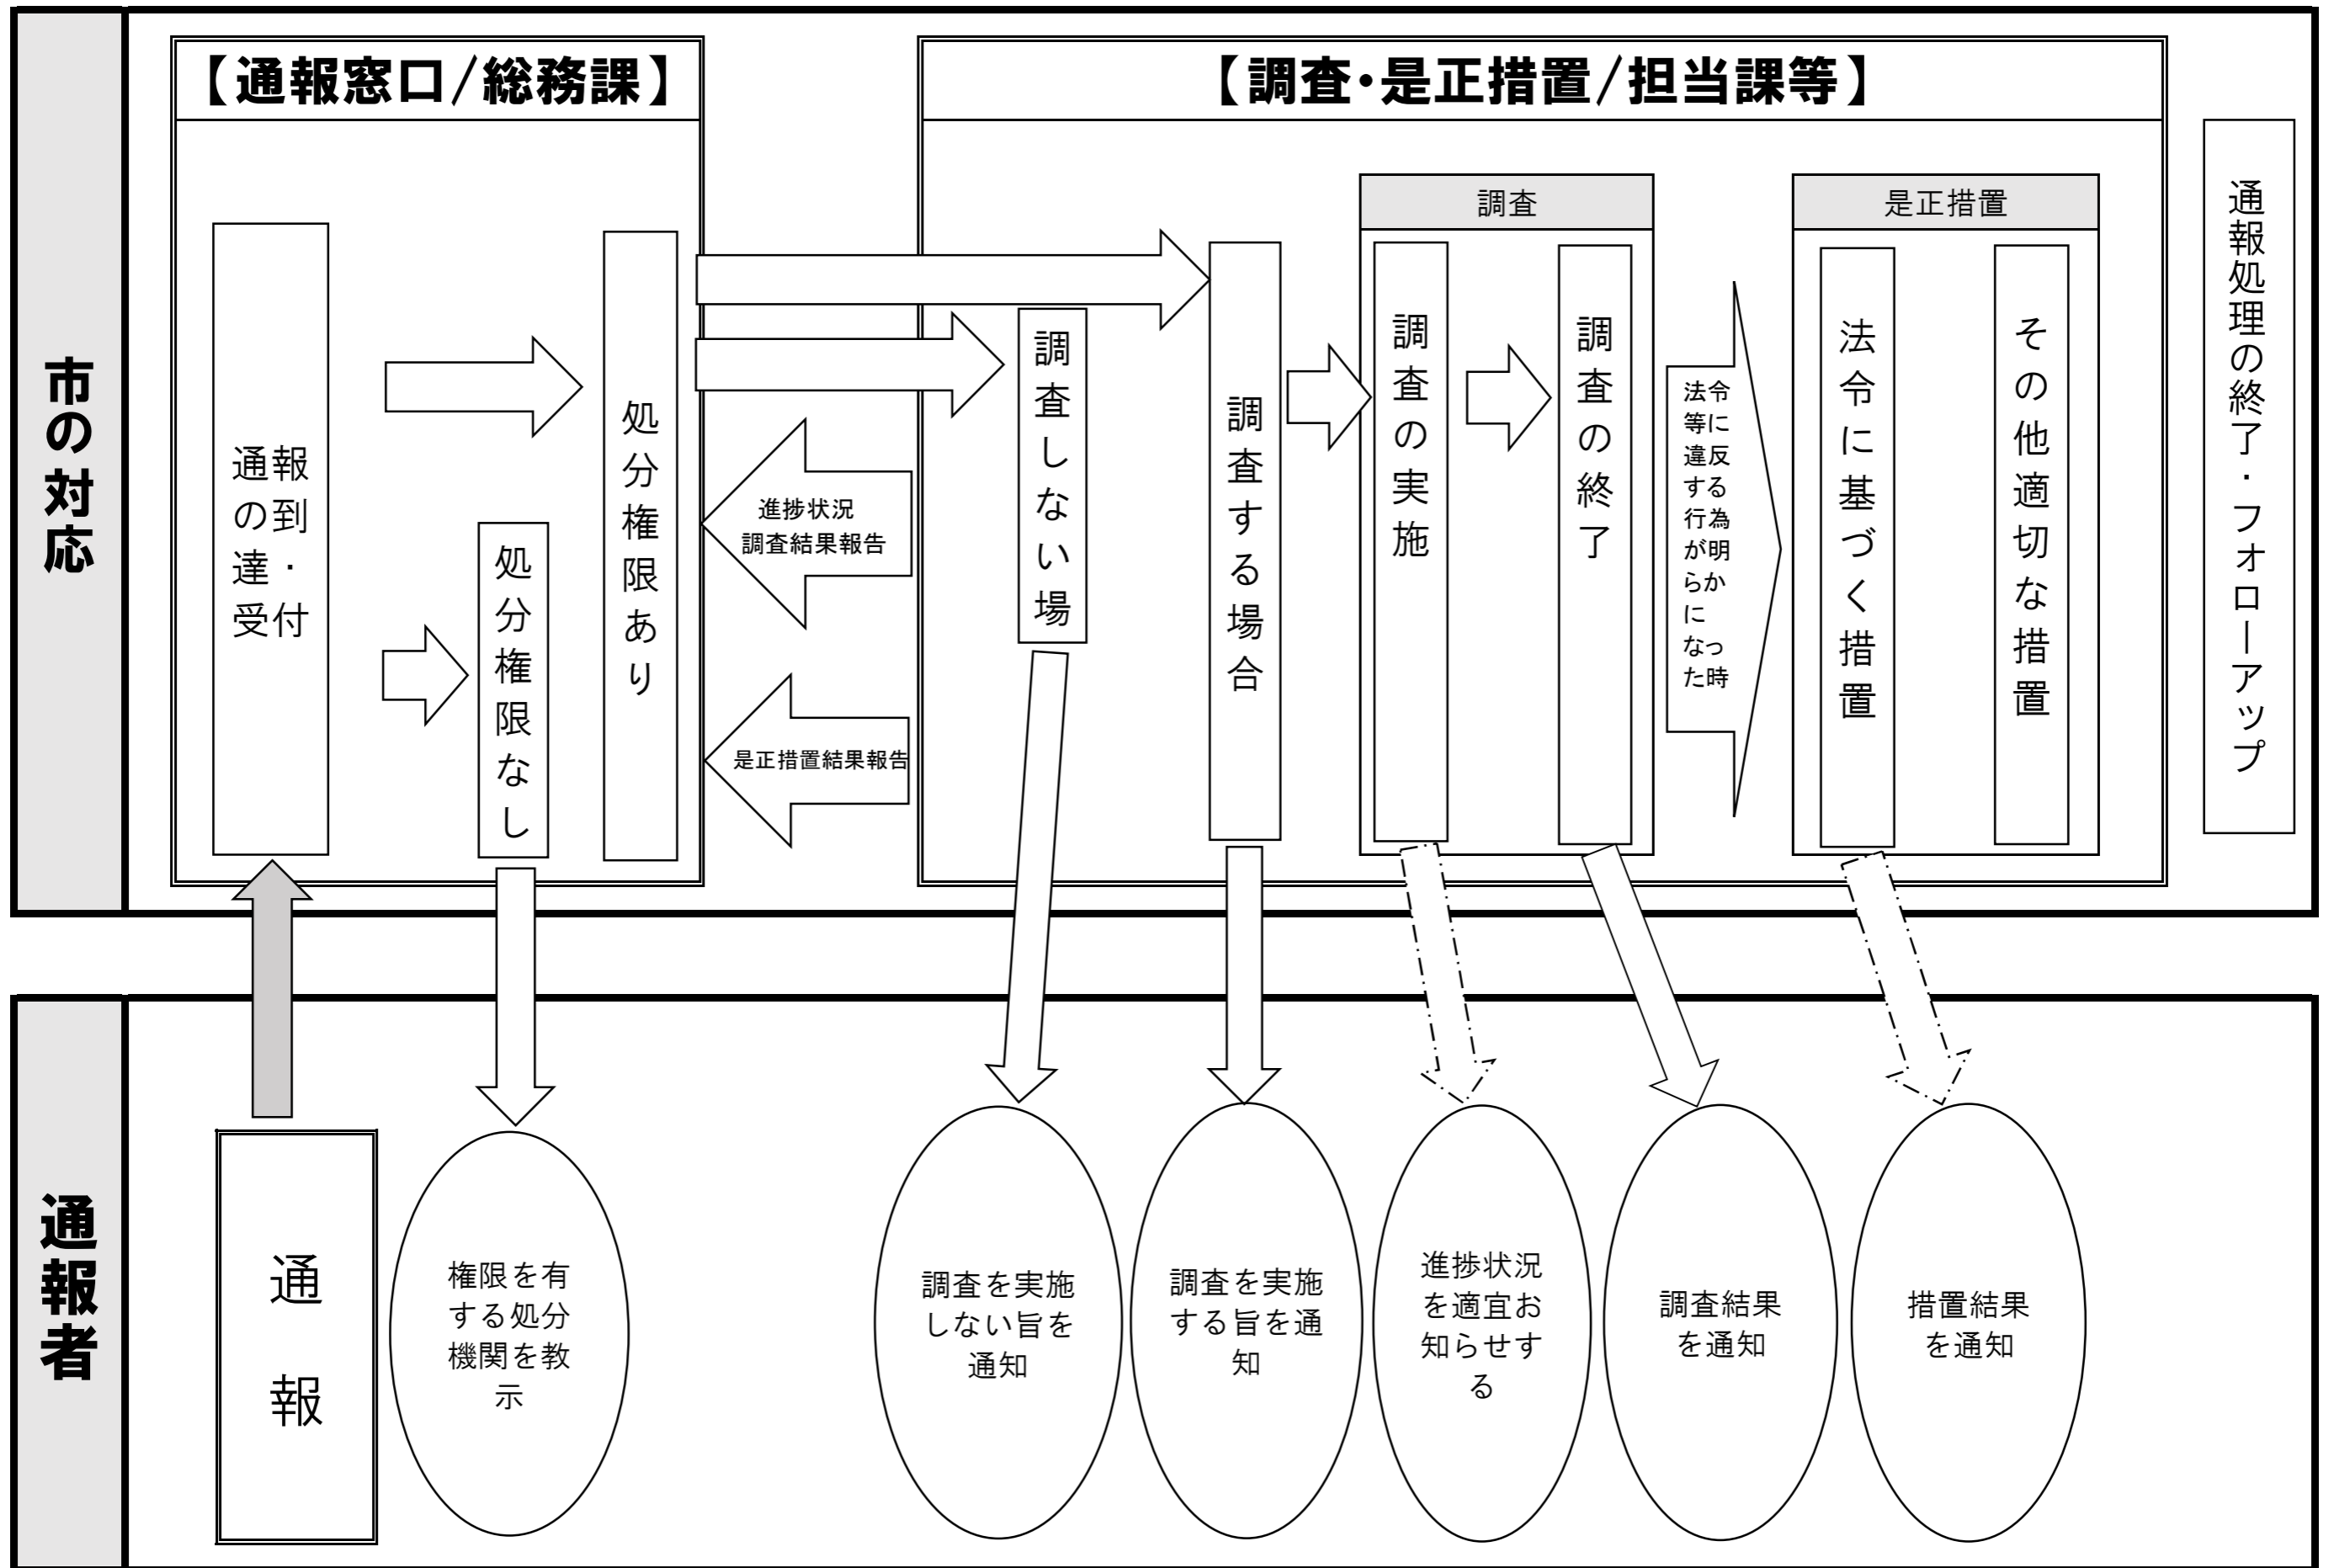 市の対応
【通報窓口/総務課】
通報
の到
達・
受付
処分権限なし
処分権限あり
進捗状況
調査結果報告
是正措置結果報告
【調査・是正措置/担当課等】
調査しない場
調査する場合
調査
調査の実施
調査の終了
法令
等に
違反
する
行為
が明
らか
に
なっ
た時
是正措置
法令に基づく措置
その他適切な措置
通報処理の終了・フォローアップ
通報者
通報
権限を有
する処分
機関を教
示
調査を実施
しない旨を
通知
調査を実施
する旨を通
知
進捗状況
を適宜お
知らせす
る
調査結果
を通知
措置結果
を通知